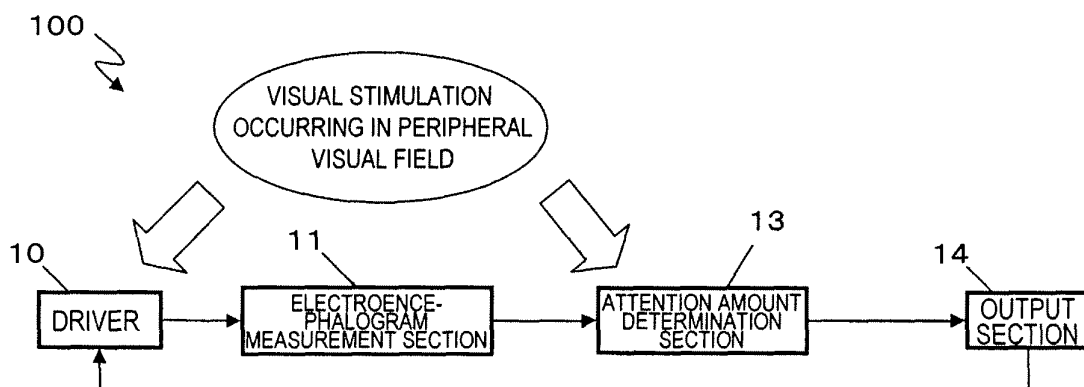 100
VISUAL STIMULATION
OCCURRING IN PERIPHERAL
VISUAL FIELD
10
11
13
14
DRIVER
ELECTROENCE-
PHALOGRAM
MEASUREMENT SECTION
ATTENTION AMOUNT
DETERMINATION
SECTION
OUTPUT
SECTION